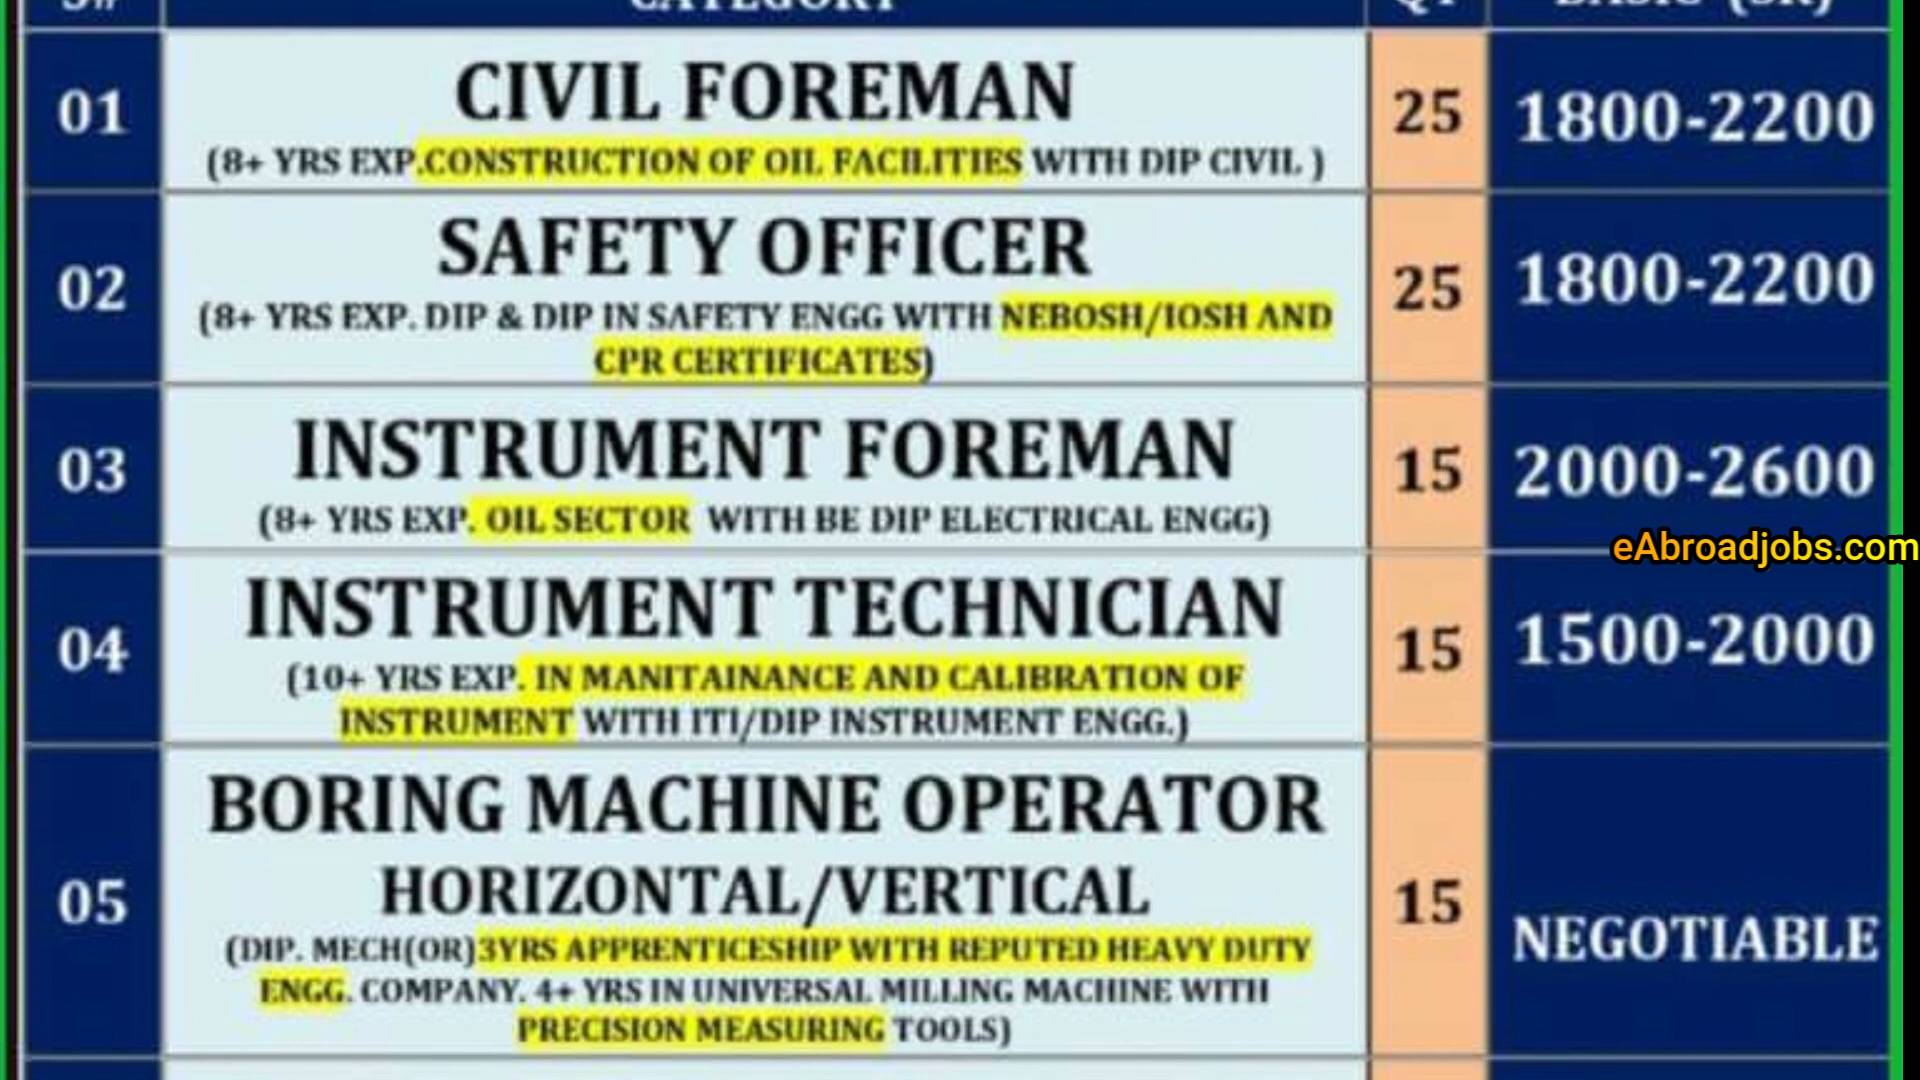 S# CATEGORY QT BASIC (SR)
01
CIVIL FOREMAN
(8+ YRS EXP.CONSTRUCTION OF OIL FACILITIES WITH DIP CIVIL )
25
1800-2200
02
SAFETY OFFICER
(8+ YRS EXP. DIP & DIP IN SAFETY ENGG WITH NEBOSH/IOSH AND
CPR CERTIFICATES)
25
1800-2200
03
INSTRUMENT FOREMAN
(8+ YRS EXP. OIL SECTOR WITH BE DIP ELECTRICAL ENGG)
15
2000-2600
eAbroadjobs.com
04
INSTRUMENT TECHNICIAN
(10+ YRS EXP. IN MANITAINANCE AND CALIBRATION OF
INSTRUMENT WITH ITI/DIP INSTRUMENT ENGG.)
15
1500-2000
05
BORING MACHINE OPERATOR
HORIZONTAL/VERTICAL
(DIP. MECH(OR)3YRS APPRENTICESHIP WITH REPUTED HEAVY DUTY
ENGG. COMPANY. 4+ YRS IN UNIVERSAL MILLING MACHINE WITH
PRECISION MEASURING TOOLS)
15
NEGOTIABLE